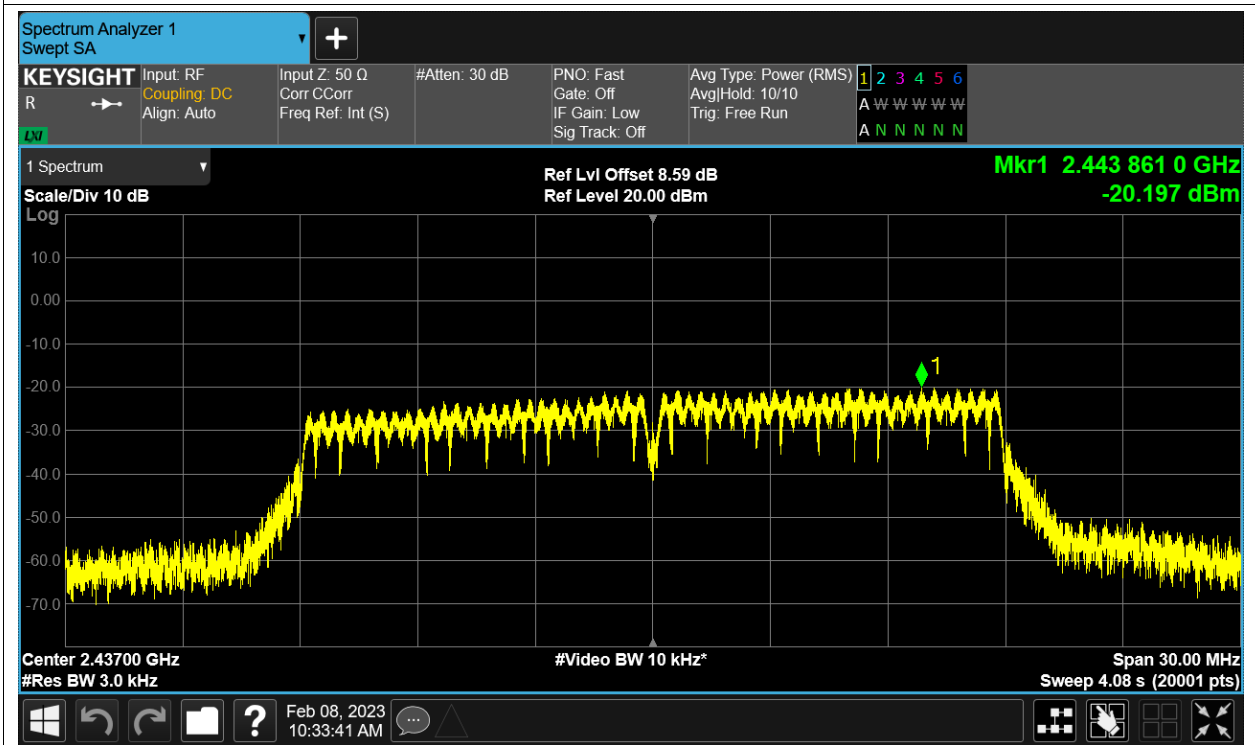 Spectrum Analyzer 1
Swept SA
KEYSIGHT
R
LXI
Input: RF
Coupling: DC
Align: Auto
Input Z: 50 Ω
Corr CCorr
Freq Ref: Int (S)
#Atten: 30 dB
PNO: Fast
Gate: Off
IF Gain: Low
Sig Track: Off
Avg Type: Power (RMS)
Avg|Hold: 10/10
Trig: Free Run
1 2 3 4 5 6
A W W W W W
A N N N N N
1 Spectrum
Scale/Div 10 dB
Log
Ref Lvl Offset 8.59 dB
Ref Level 20.00 dBm
Mkr1 2.443 861 0 GHz
-20.197 dBm
10.0
0.00
-10.0
-20.0
-30.0
-40.0
-50.0
-60.0
-70.0
1
Center 2.43700 GHz
#Res BW 3.0 kHz
#Video BW 10 kHz*
Span 30.00 MHz
Sweep 4.08 s (20001 pts)
?
Feb 08, 2023
10:33:41 AM